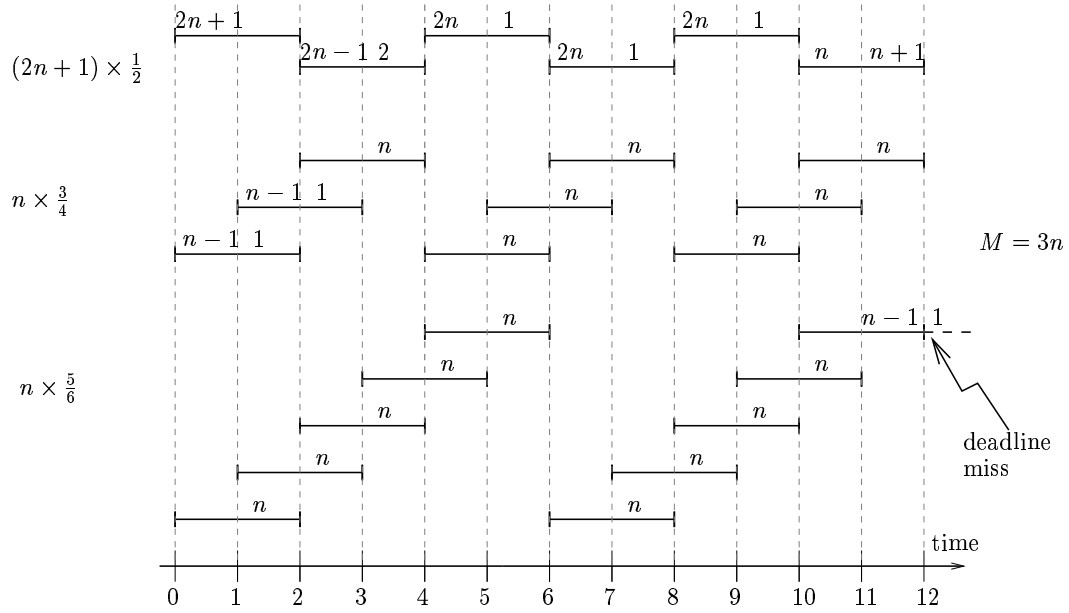 2n + 1 2n 1 2n 1
(2n + 1) × 1/2 2n − 1 2 2n 1 n n + 1
n n n
n × 3/4 n − 1 1 n n
n − 1 1 n n M = 3n
n n − 1 1
n × 5/6 n n
n n
deadline
miss
n n
n n
time
0 1 2 3 4 5 6 7 8 9 10 11 12